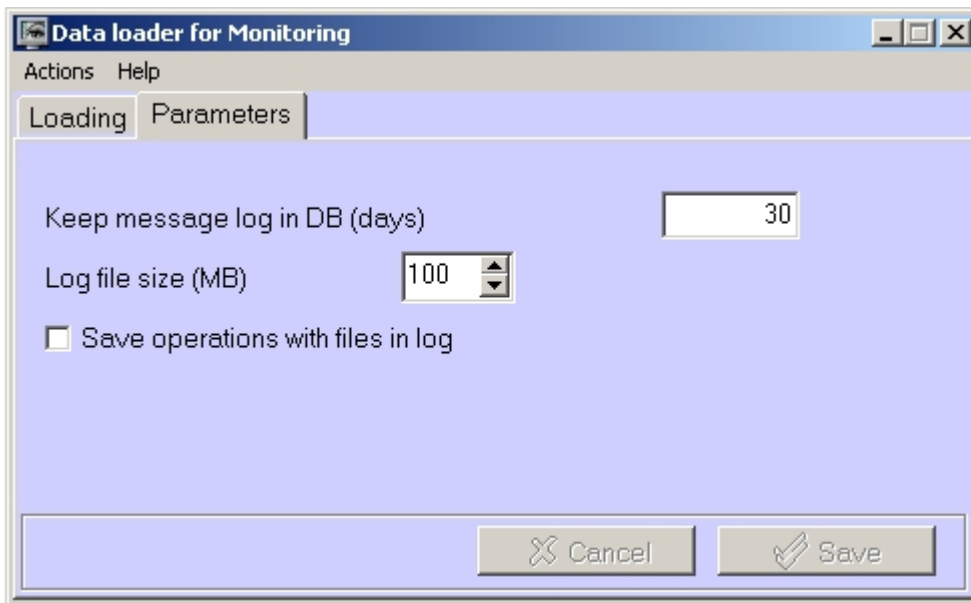 Data loader for Monitoring
Actions Help
Loading Parameters
Keep message log in DB (days) 30
Log file size (MB) 100
Save operations with files in log
Cancel Save